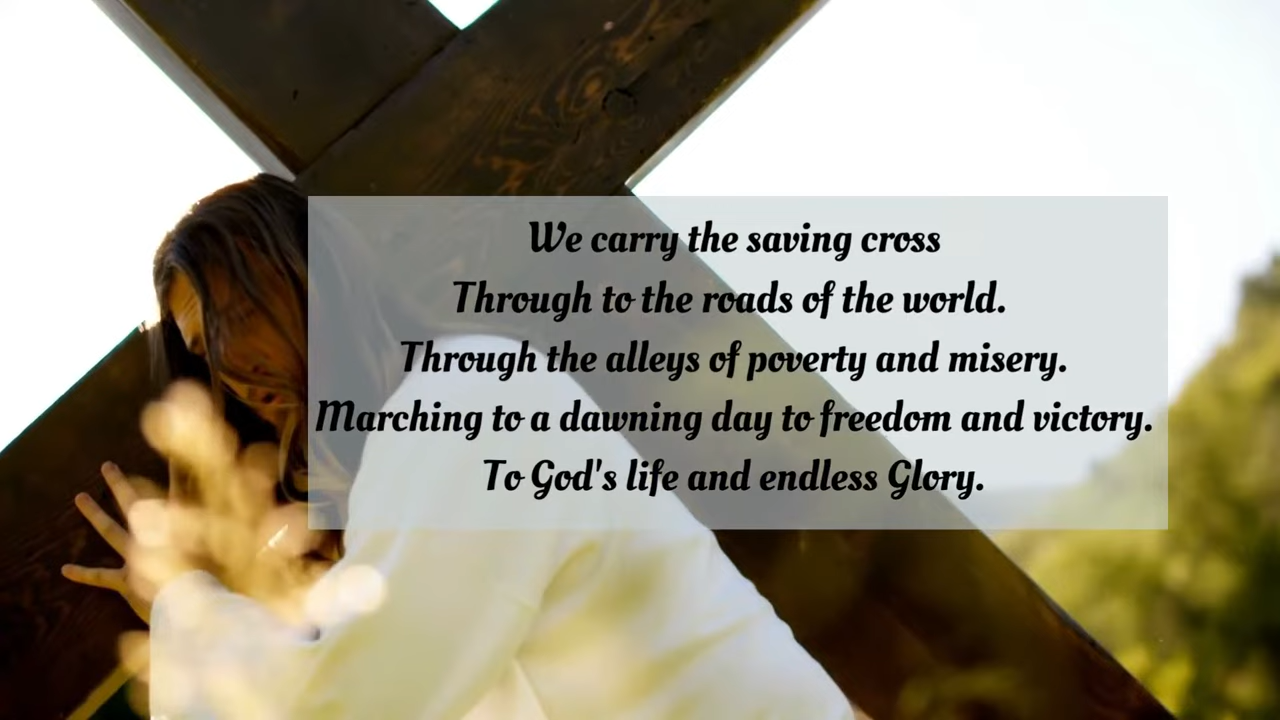 We carry the saving cross
Through to the roads of the world.
Through the alleys of poverty and misery.
Marching to a dawning day to freedom and victory.
To God's life and endless Glory.